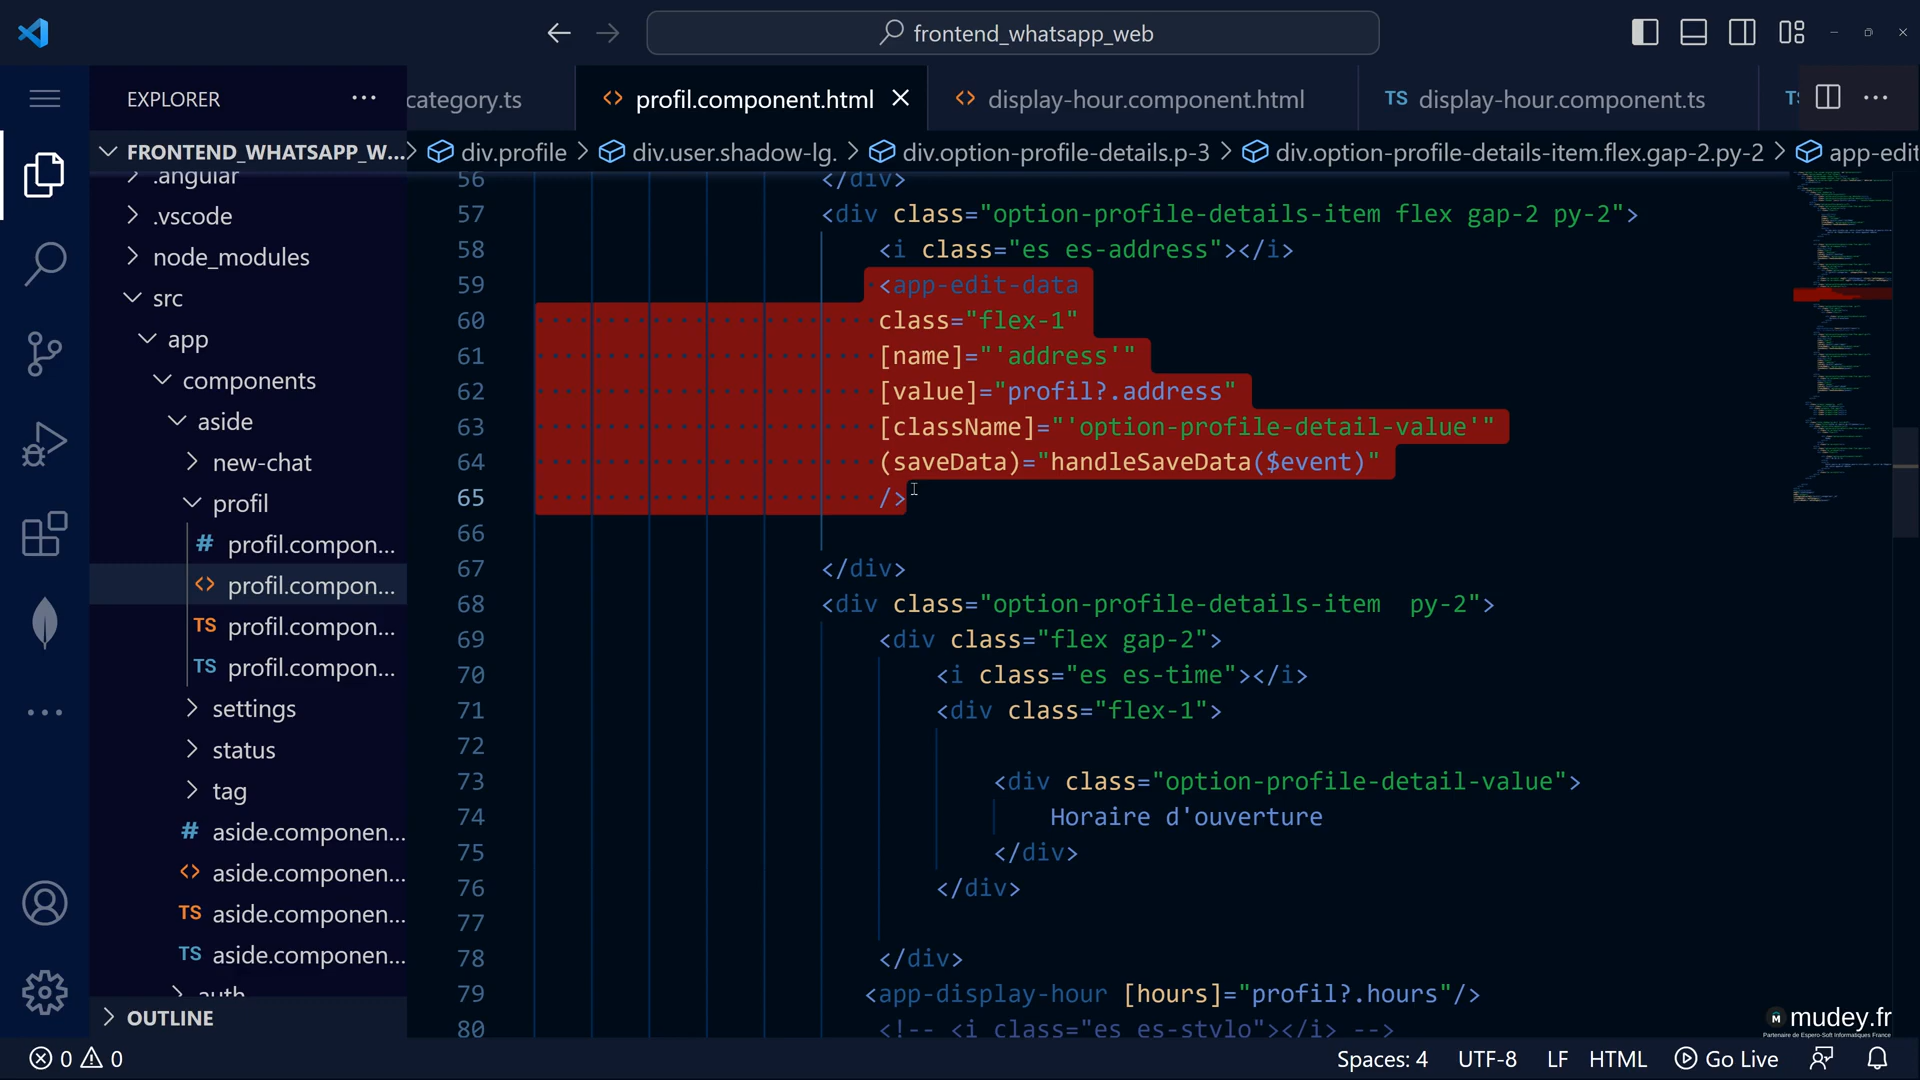 frontend_whatsapp_web
EXPLORER
category.ts
profil.component.html
display-hour.component.html
TS display-hour.component.ts
FRONTEND_WHATSAPP_W...
div.profile > div.user.shadow-lg. > div.option-profile-details.p-3 > div.option-profile-details-item.flex.gap-2.py-2 > app-edit
.angular
.vscode
node_modules
src
app
components
aside
new-chat
profil
# profil.compon...
<> profil.compon...
TS profil.compon...
TS profil.compon...
settings
status
tag
# aside.componen...
<> aside.componen...
TS aside.componen...
TS aside.componen...
auth
OUTLINE
56 </div>
57 <div class="option-profile-details-item flex gap-2 py-2">
58 <i class="es es-address"></i>
59 <app-edit-data
60 class="flex-1"
61 [name]="'address'"
62 [value]="profil?.address"
63 [className]="'option-profile-detail-value'"
64 (saveData)="handleSaveData($event)"
65 />
66
67 </div>
68 <div class="option-profile-details-item  py-2">
69 <div class="flex gap-2">
70 <i class="es es-time"></i>
71 <div class="flex-1">
72
73 <div class="option-profile-detail-value">
74 Horaire d'ouverture
75 </div>
76 </div>
77
78 </div>
79 <app-display-hour [hours]="profil?.hours"/>
80 <!-- <i class="es es-stylo"></i> -->
mudey.fr
Partenaire de Espero-Soft Informatiques France
0 0
Spaces: 4 UTF-8 LF HTML Go Live